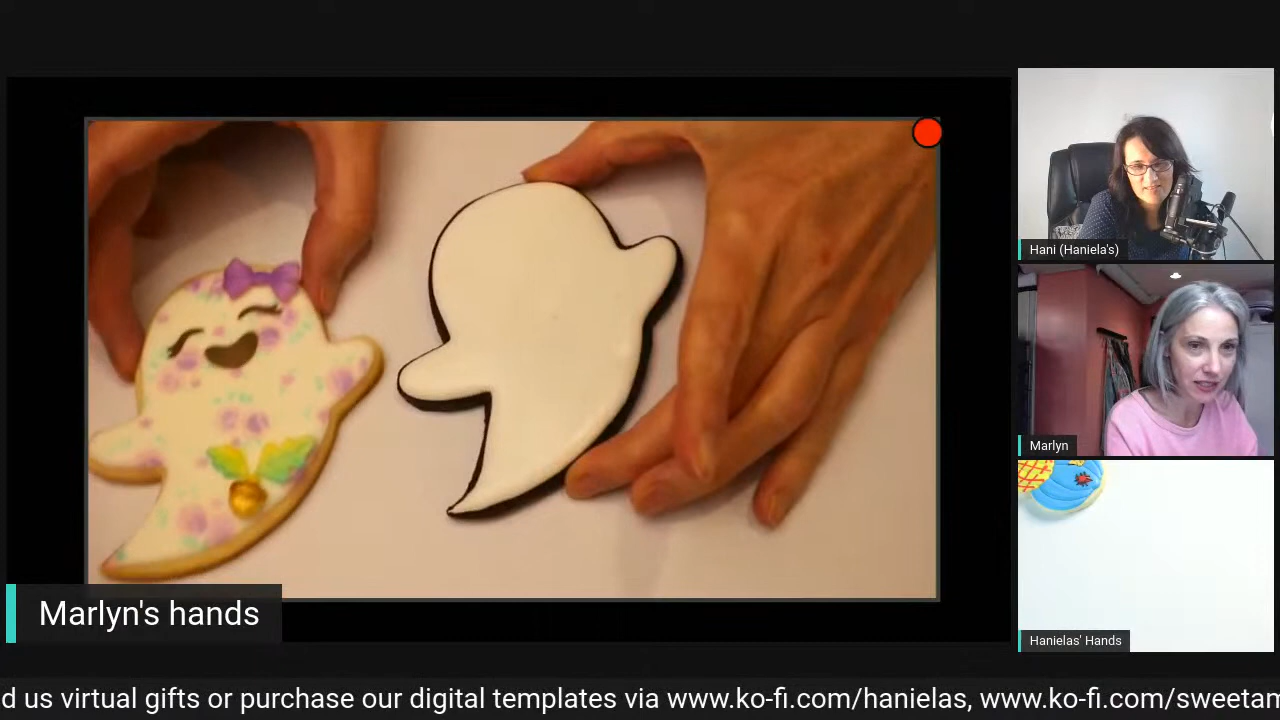 Hani (Haniela's)
Marlyn
Marlyn's hands
Hanielas' Hands
d us virtual gifts or purchase our digital templates via www.ko-fi.com/hanielas, www.ko-fi.com/sweetam